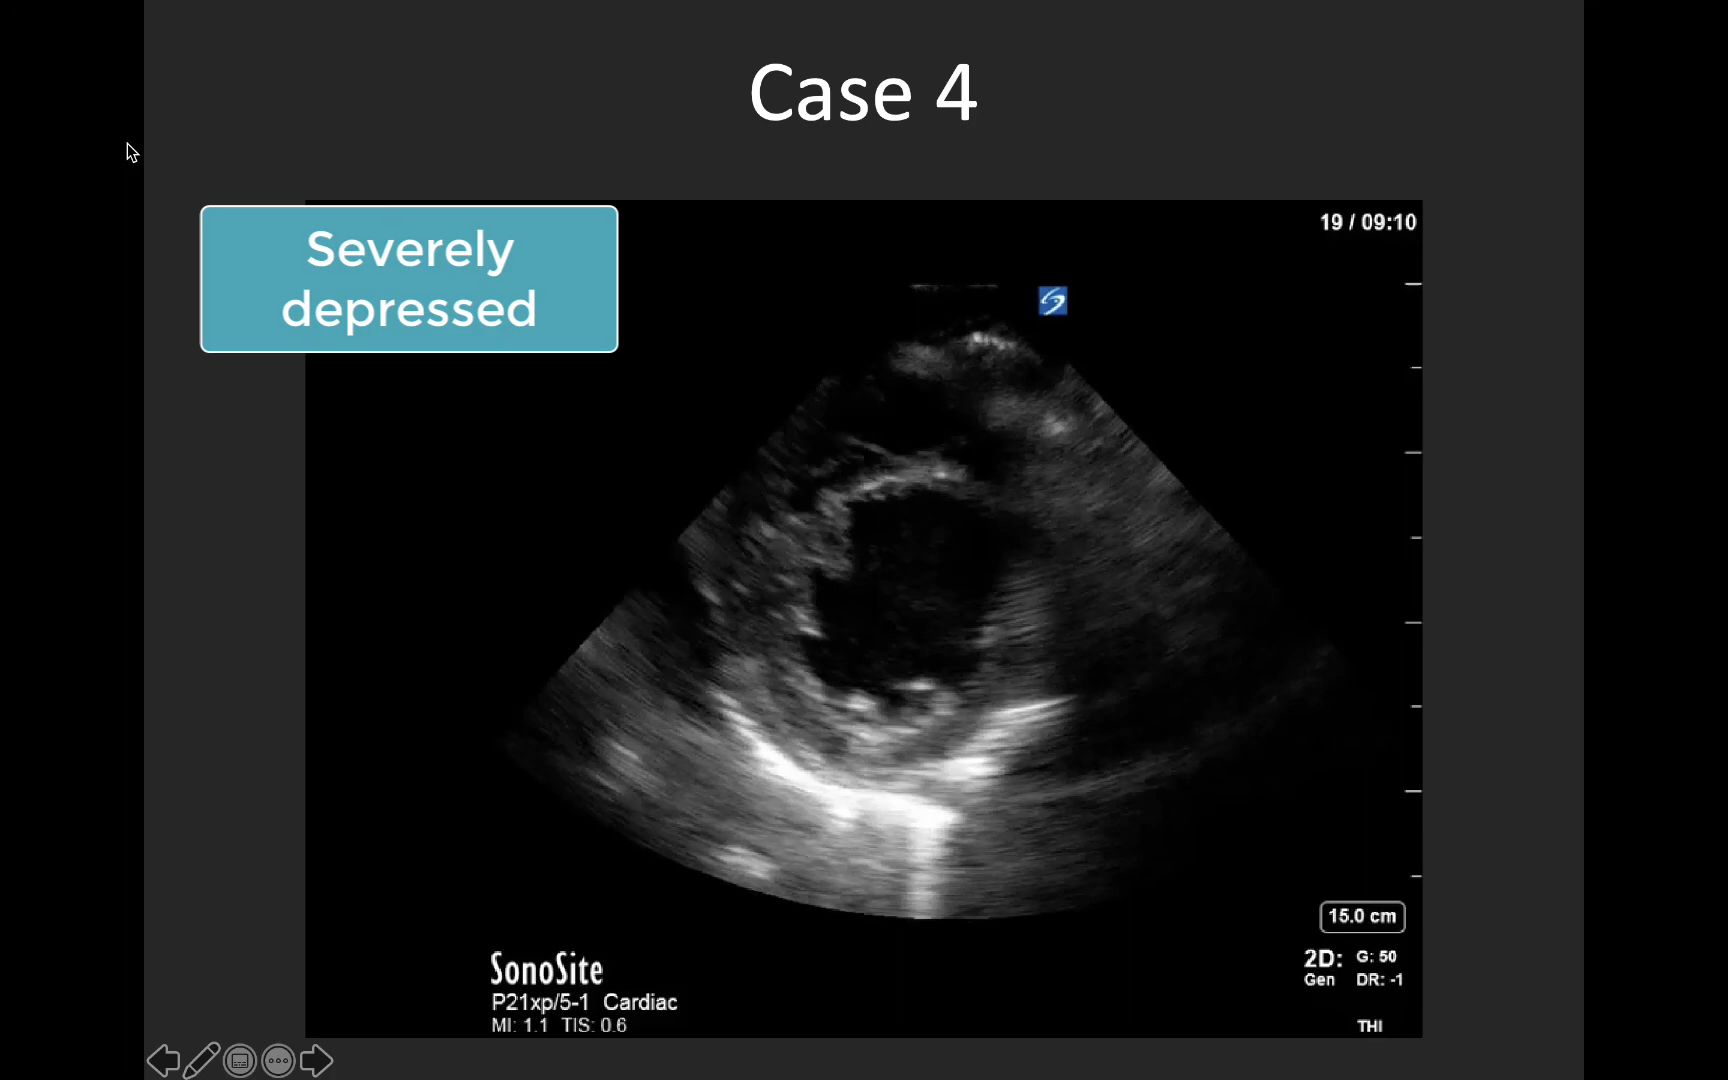 Case 4
Severely
depressed
19 / 09:10
15.0 cm
2D: G: 50
Gen DR: -1
THI
SonoSite
P21xp/5-1 Cardiac
MI: 1.1 TIS: 0.6